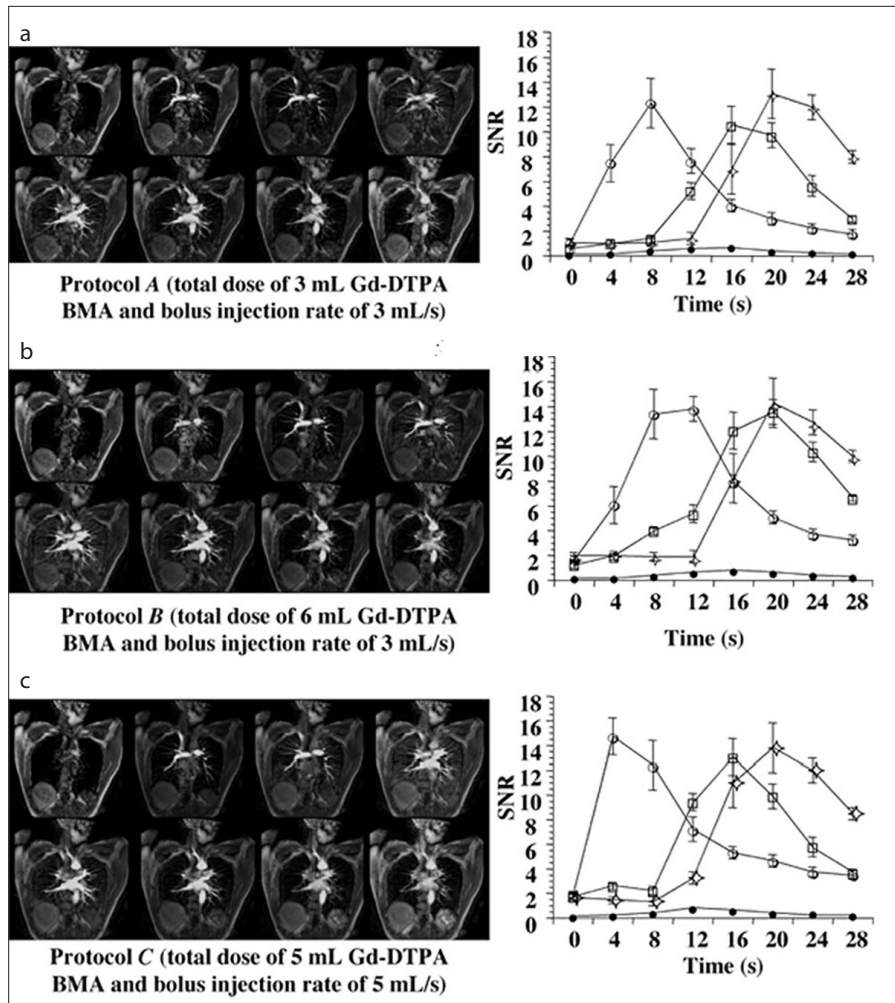 a
18
16
14
12
10
8
6
4
2
0
SNR
0 4 8 12 16 20 24 28
Time (s)
Protocol A (total dose of 3 mL Gd-DTPA
BMA and bolus injection rate of 3 mL/s)
b
18
16
14
12
10
8
6
4
2
0
SNR
0 4 8 12 16 20 24 28
Time (s)
Protocol B (total dose of 6 mL Gd-DTPA
BMA and bolus injection rate of 3 mL/s)
c
18
16
14
12
10
8
6
4
2
0
SNR
0 4 8 12 16 20 24 28
Time (s)
Protocol C (total dose of 5 mL Gd-DTPA
BMA and bolus injection rate of 5 mL/s)